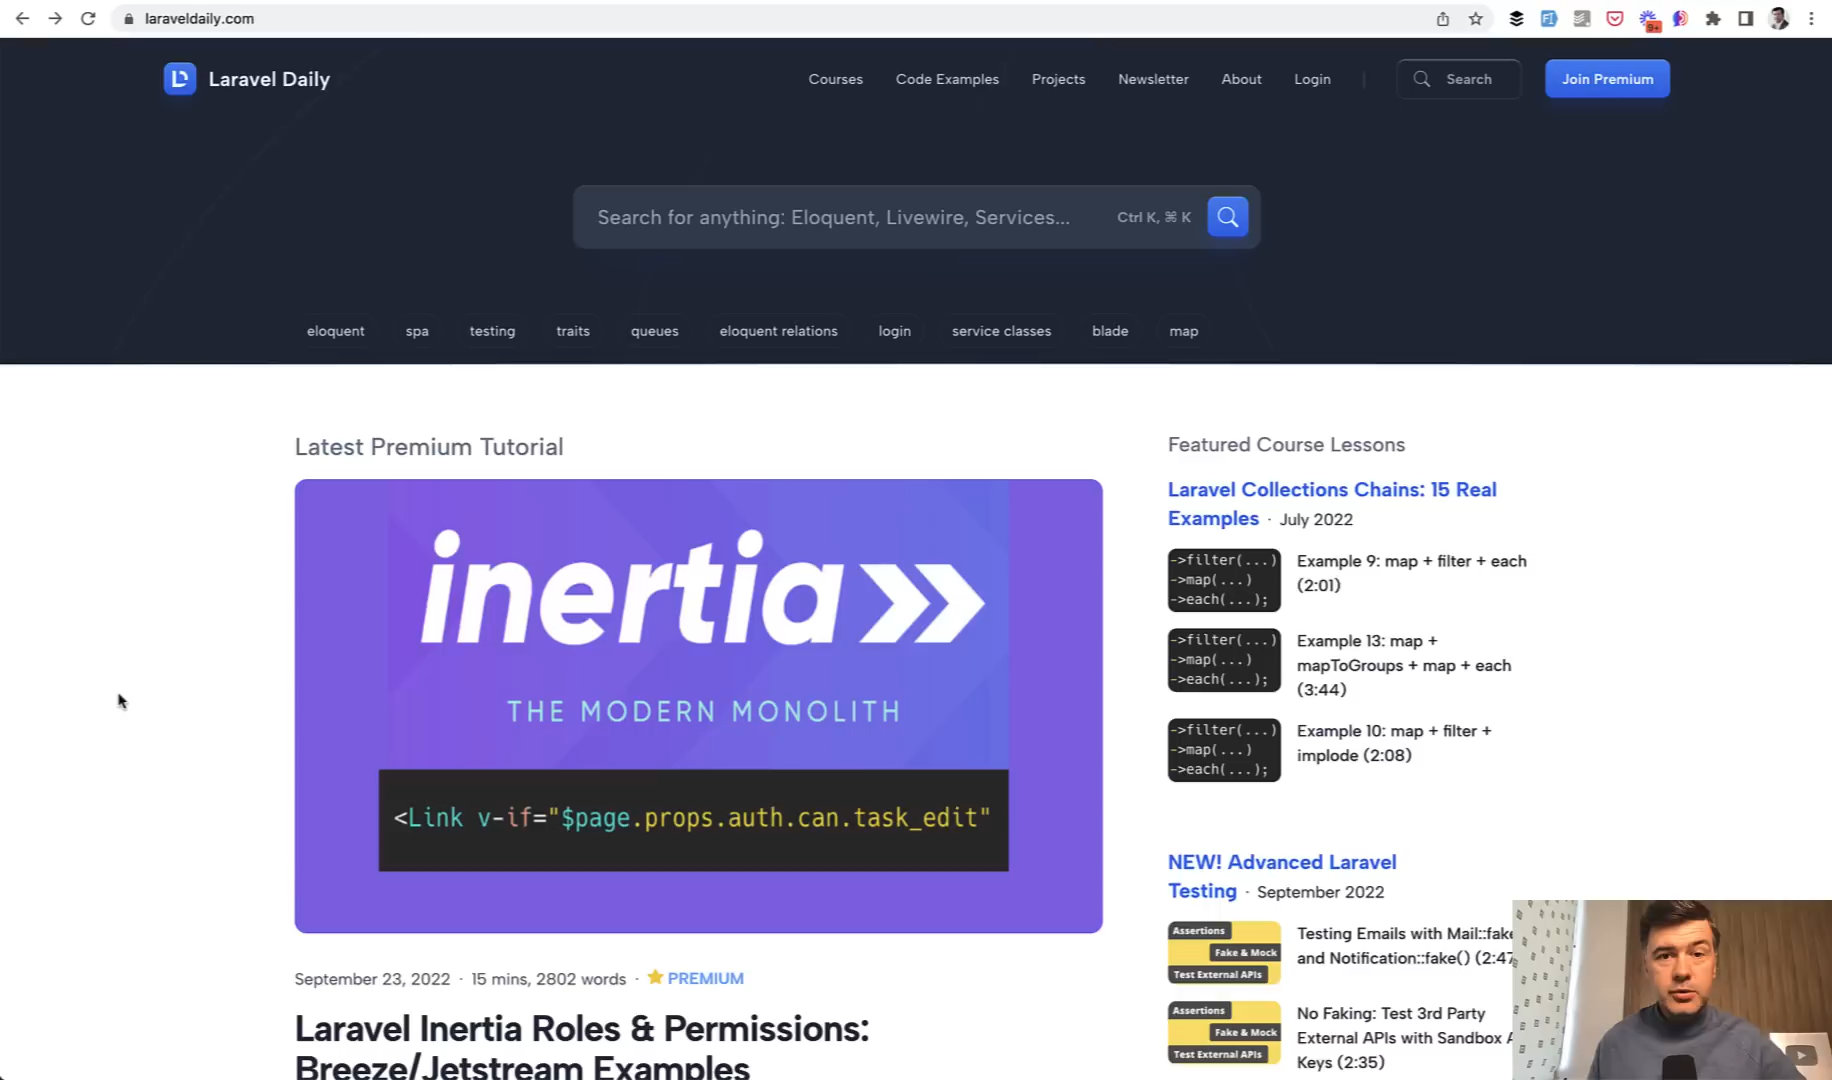 laraveldaily.com
9+
Laravel Daily
Courses
Code Examples
Projects
Newsletter
About
Login
Search
Join Premium
Search for anything: Eloquent, Livewire, Services...
Ctrl K, ⌘ K
eloquent
spa
testing
traits
queues
eloquent relations
login
service classes
blade
map
Latest Premium Tutorial
inertia
THE MODERN MONOLITH
<Link v-if="$page.props.auth.can.task_edit"
September 23, 2022 · 15 mins, 2802 words · PREMIUM
Laravel Inertia Roles & Permissions:
Breeze/Jetstream Examples
Featured Course Lessons
Laravel Collections Chains: 15 Real
Examples · July 2022
->filter(...)
->map(...)
->each(...);
Example 9: map + filter + each
(2:01)
->filter(...)
->map(...)
->each(...);
Example 13: map +
mapToGroups + map + each
(3:44)
->filter(...)
->map(...)
->each(...);
Example 10: map + filter +
implode (2:08)
NEW! Advanced Laravel
Testing · September 2022
Assertions
Fake & Mock
Test External APIs
Testing Emails with Mail::fake
and Notification::fake() (2:47
Assertions
Fake & Mock
Test External APIs
No Faking: Test 3rd Party
External APIs with Sandbox
Keys (2:35)